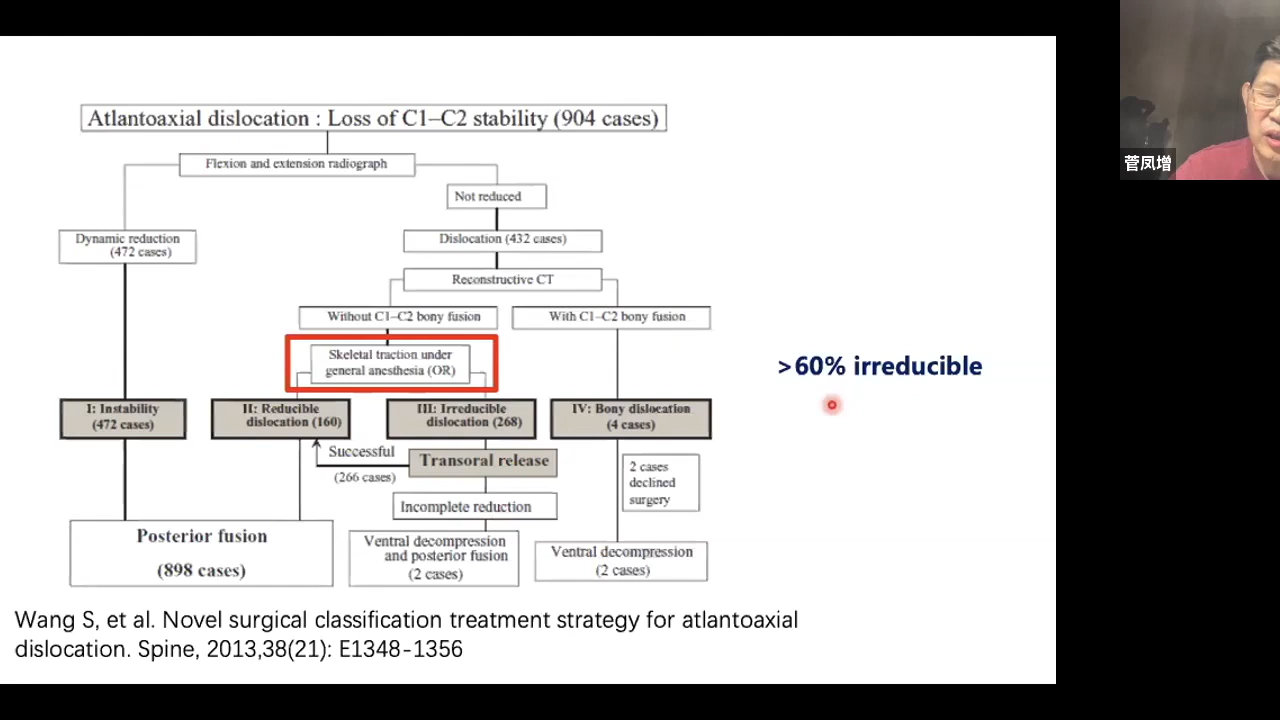 Atlantoaxial dislocation : Loss of C1–C2 stability (904 cases)
Flexion and extension radiograph
Not reduced
Dynamic reduction
(472 cases)
Dislocation (432 cases)
Reconstructive CT
Without C1–C2 bony fusion
With C1–C2 bony fusion
Skeletal traction under
general anesthesia (OR)
>60% irreducible
I: Instability
(472 cases)
II: Reducible
dislocation (160)
III: Irreducible
dislocation (268)
IV: Bony dislocation
(4 cases)
Successful
(266 cases)
Transoral release
2 cases
declined
surgery
Incomplete reduction
Posterior fusion
(898 cases)
Ventral decompression
and posterior fusion
(2 cases)
Ventral decompression
(2 cases)
Wang S, et al. Novel surgical classification treatment strategy for atlantoaxial
dislocation. Spine, 2013,38(21): E1348-1356
菅凤增